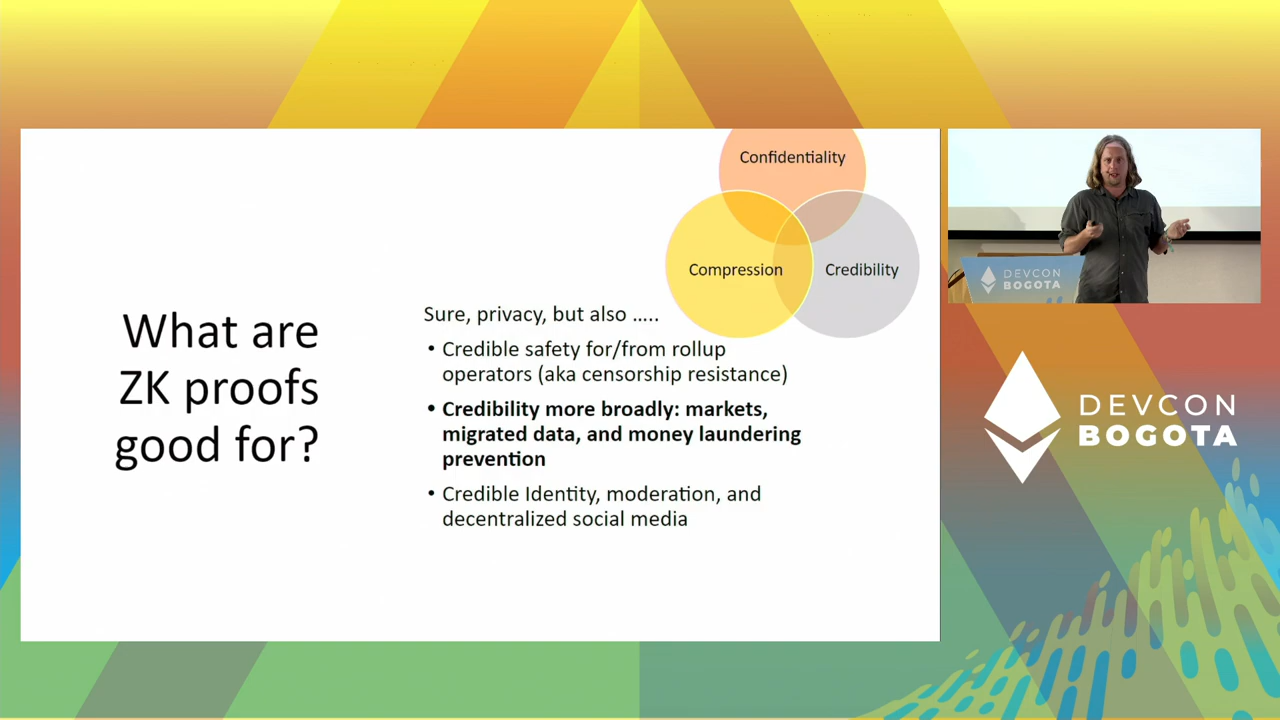 What are
ZK proofs
good for?
Confidentiality
Compression
Credibility
Sure, privacy, but also .....
• Credible safety for/from rollup
operators (aka censorship resistance)
• Credibility more broadly: markets,
migrated data, and money laundering
prevention
• Credible Identity, moderation, and
decentralized social media
DEVCON
BOGOTA
DEVCON
BOGOTA